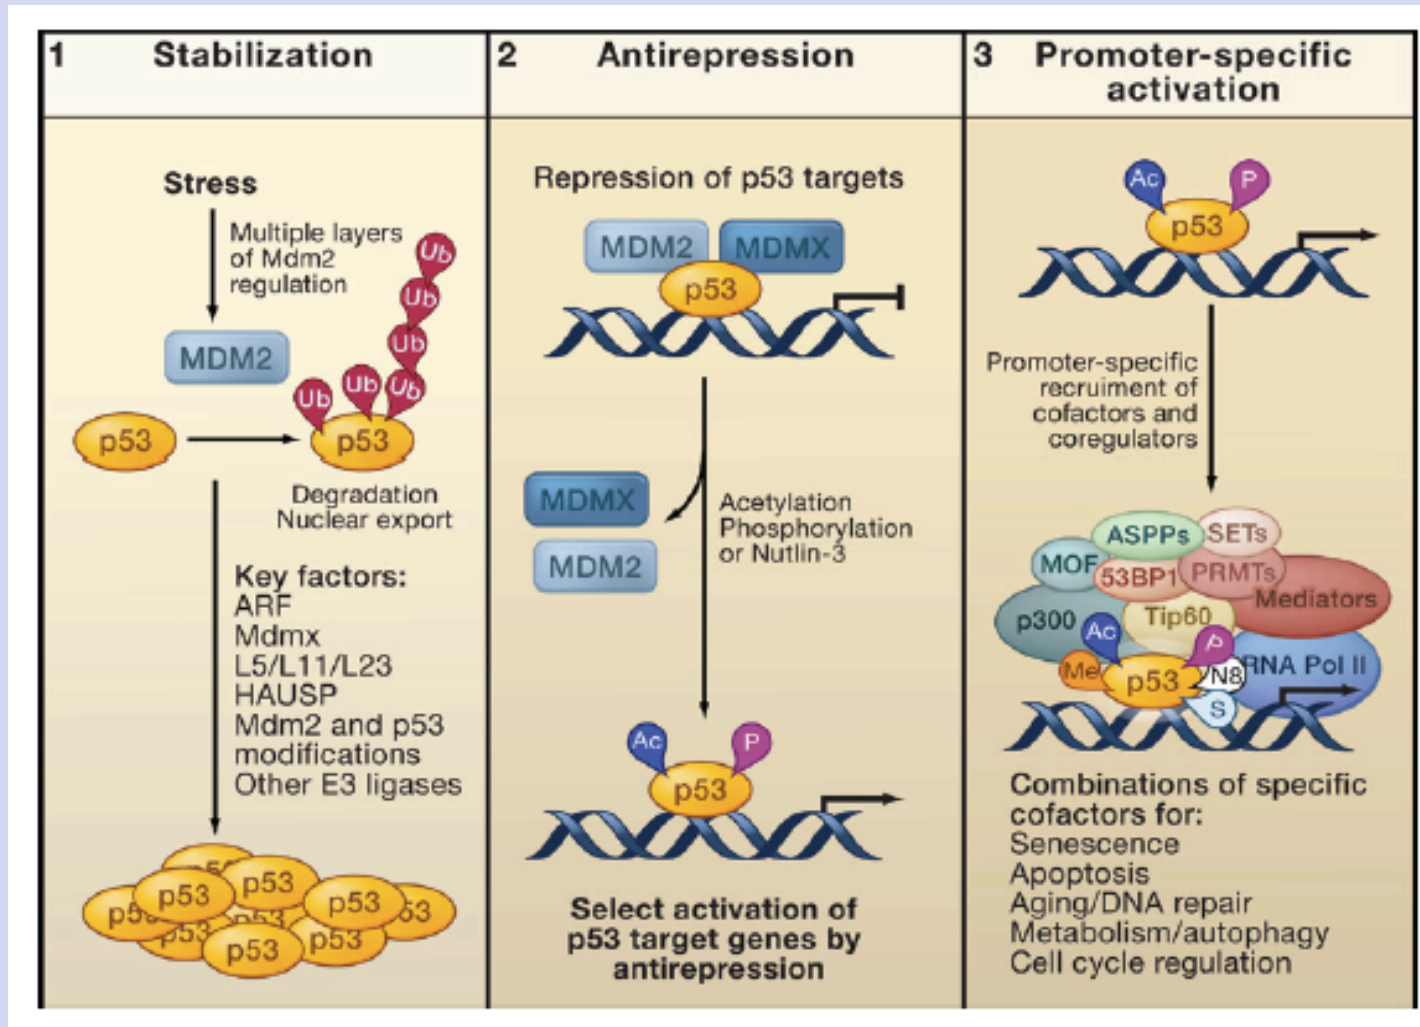 1 Stabilization
Stress
Multiple layers
of Mdm2
regulation
Ub
Ub
Ub
Ub
Ub
Ub
MDM2
p53
p53
Degradation
Nuclear export
Key factors:
ARF
Mdmx
L5/L11/L23
HAUSP
Mdm2 and p53
modifications
Other E3 ligases
p53
p53
p53
p53
p53
p53
p53
2 Antirepression
Repression of p53 targets
MDM2 MDMX
p53
MDMX
MDM2
Acetylation
Phosphorylation
or Nutlin-3
Ac P
p53
Select activation of
p53 target genes by
antirepression
3 Promoter-specific
activation
Ac P
p53
Promoter-specific
recruiment of
cofactors and
coregulators
ASPPs SETs
MOF 53BP1 PRMTs
Mediators
p300 Tip60
Ac P
Me p53 N8 RNA Pol II
S
Combinations of specific
cofactors for:
Senescence
Apoptosis
Aging/DNA repair
Metabolism/autophagy
Cell cycle regulation